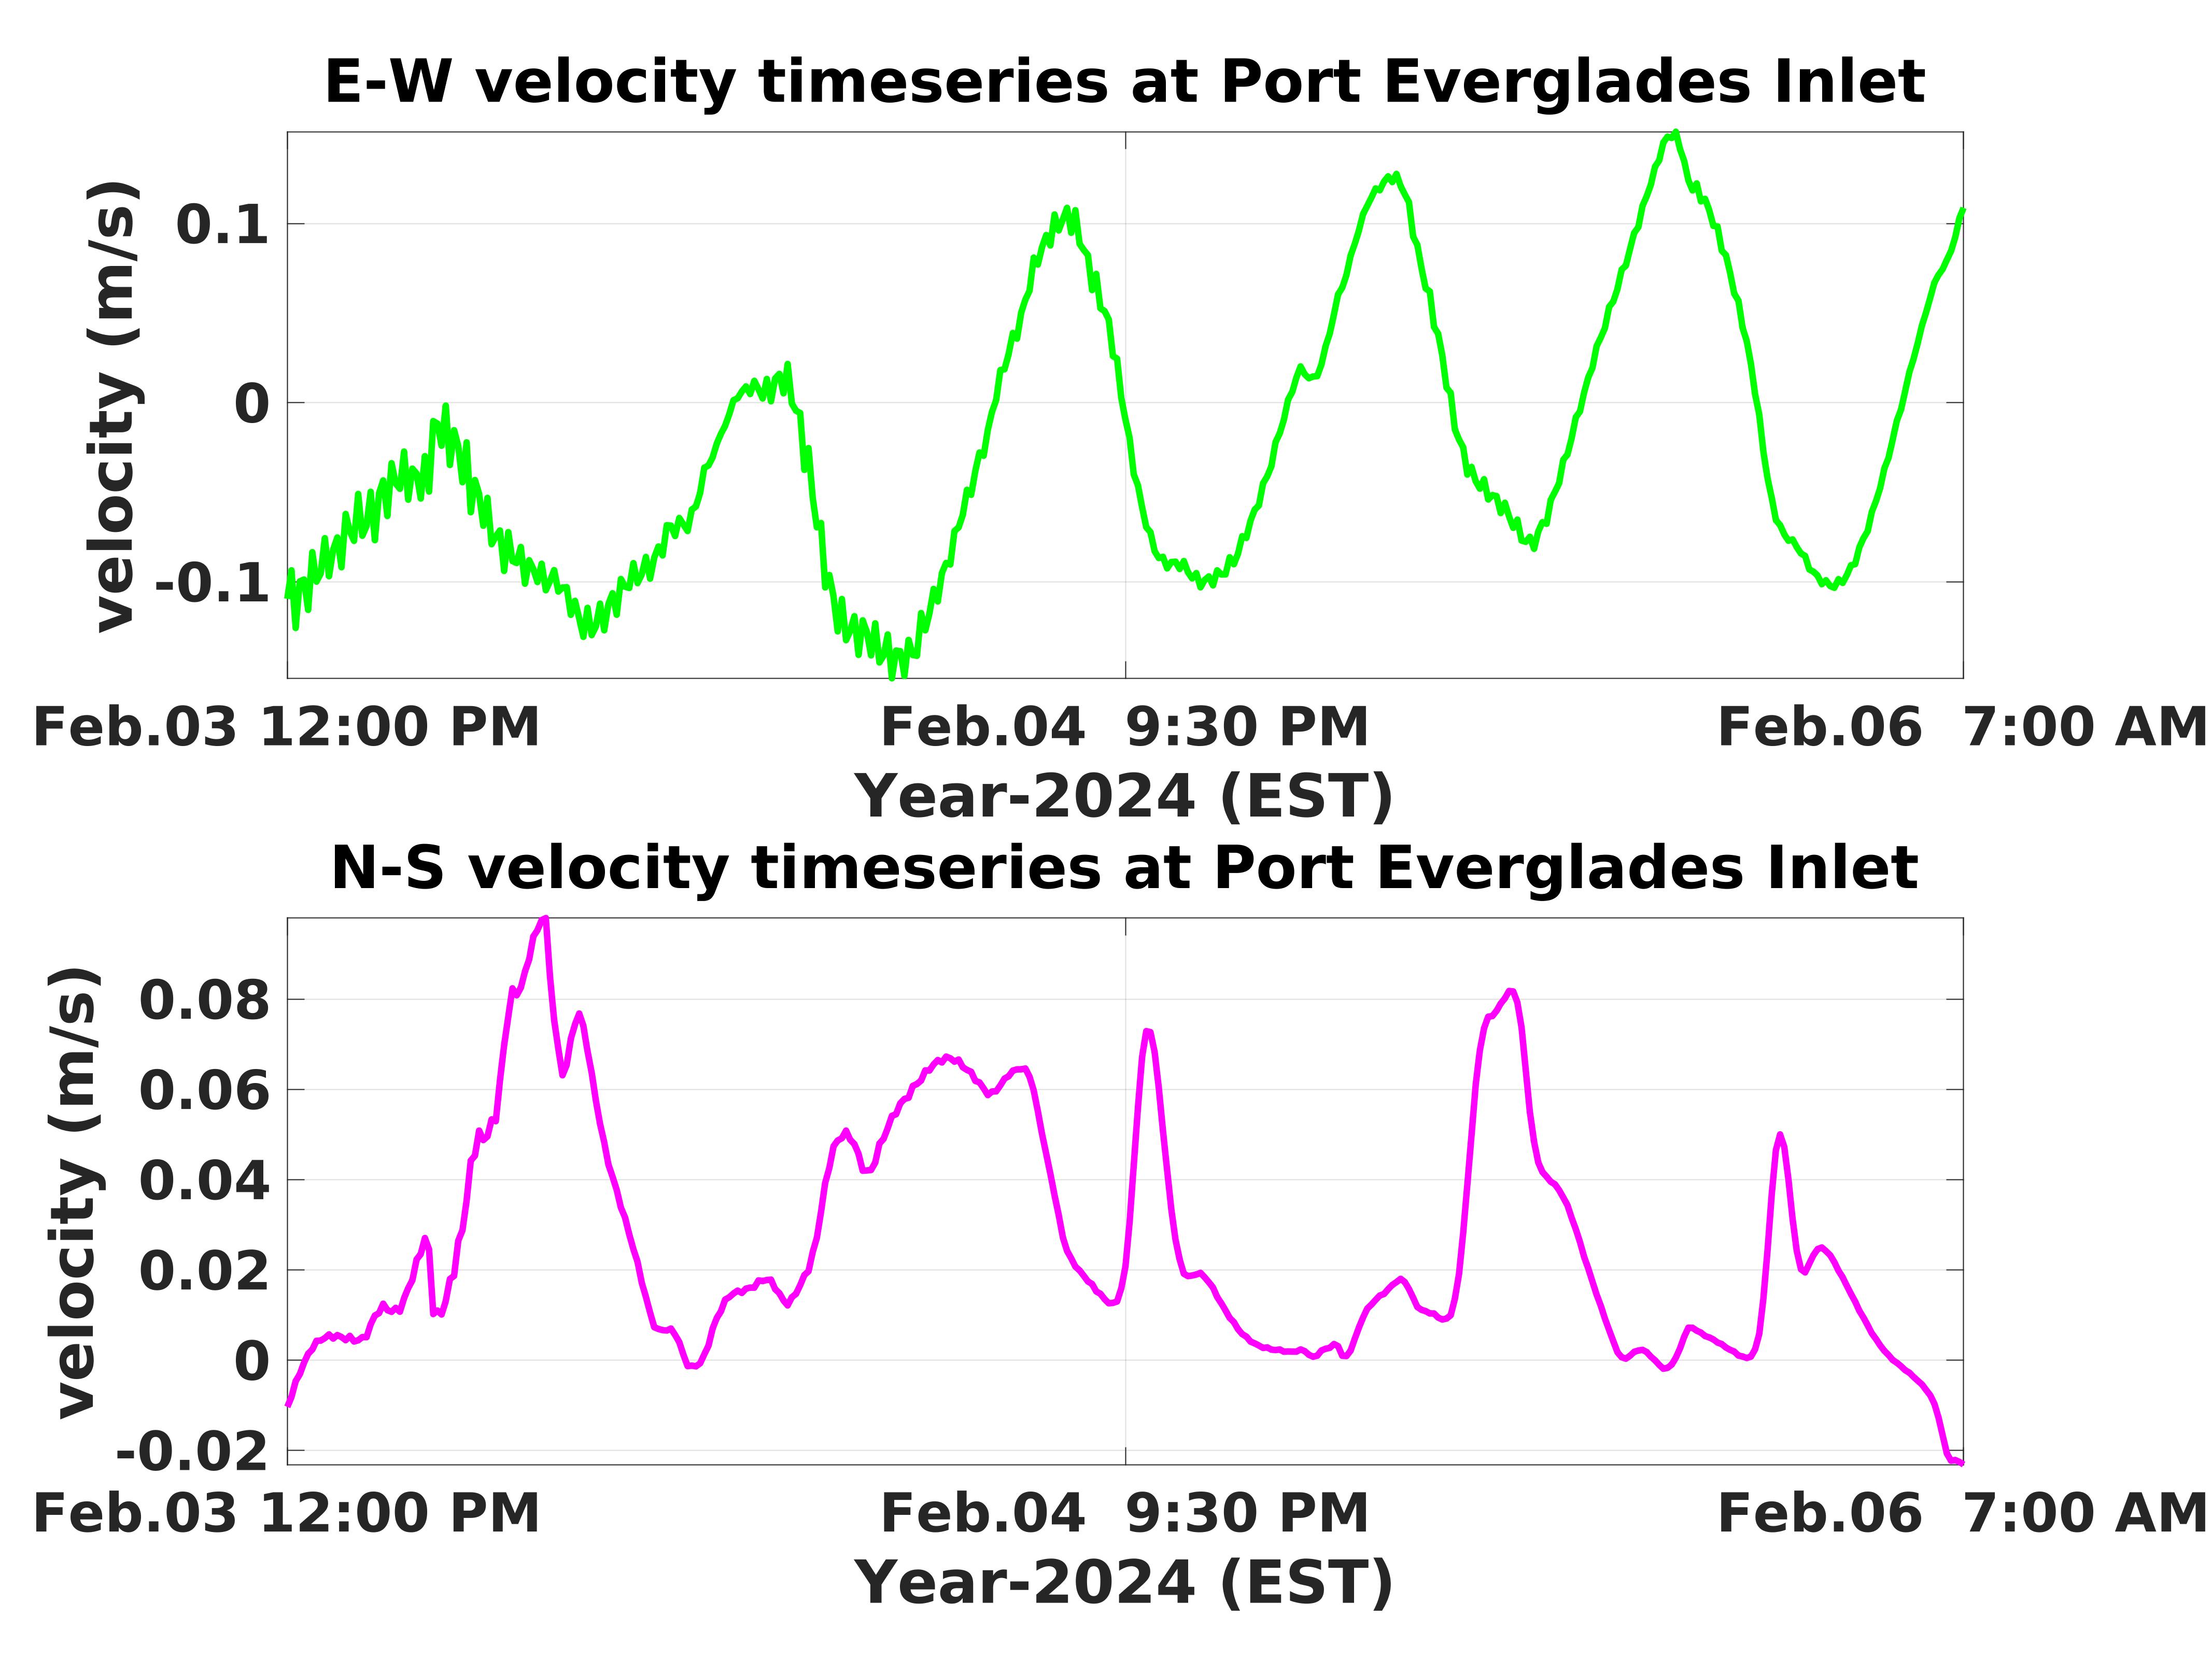 E-W velocity timeseries at Port Everglades Inlet
velocity (m/s)
0.1
0
-0.1
Feb.03 12:00 PM
Feb.04  9:30 PM
Feb.06  7:00 AM
Year-2024 (EST)
N-S velocity timeseries at Port Everglades Inlet
velocity (m/s)
0.08
0.06
0.04
0.02
0
-0.02
Feb.03 12:00 PM
Feb.04  9:30 PM
Feb.06  7:00 AM
Year-2024 (EST)